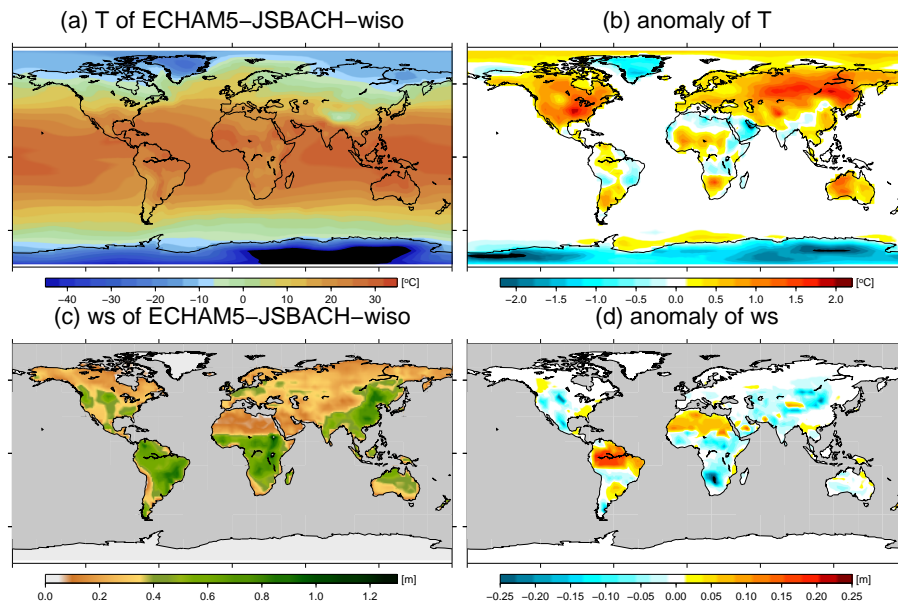 (a) T of ECHAM5−JSBACH−wiso
(b) anomaly of T
−40 −30 −20 −10 0 10 20 30 [ºC]
−2.0 −1.5 −1.0 −0.5 0.0 0.5 1.0 1.5 2.0 [ºC]
(c) ws of ECHAM5−JSBACH−wiso
(d) anomaly of ws
0.0 0.2 0.4 0.6 0.8 1.0 1.2 [m]
−0.25 −0.20 −0.15 −0.10 −0.05 0.00 0.05 0.10 0.15 0.20 0.25 [m]